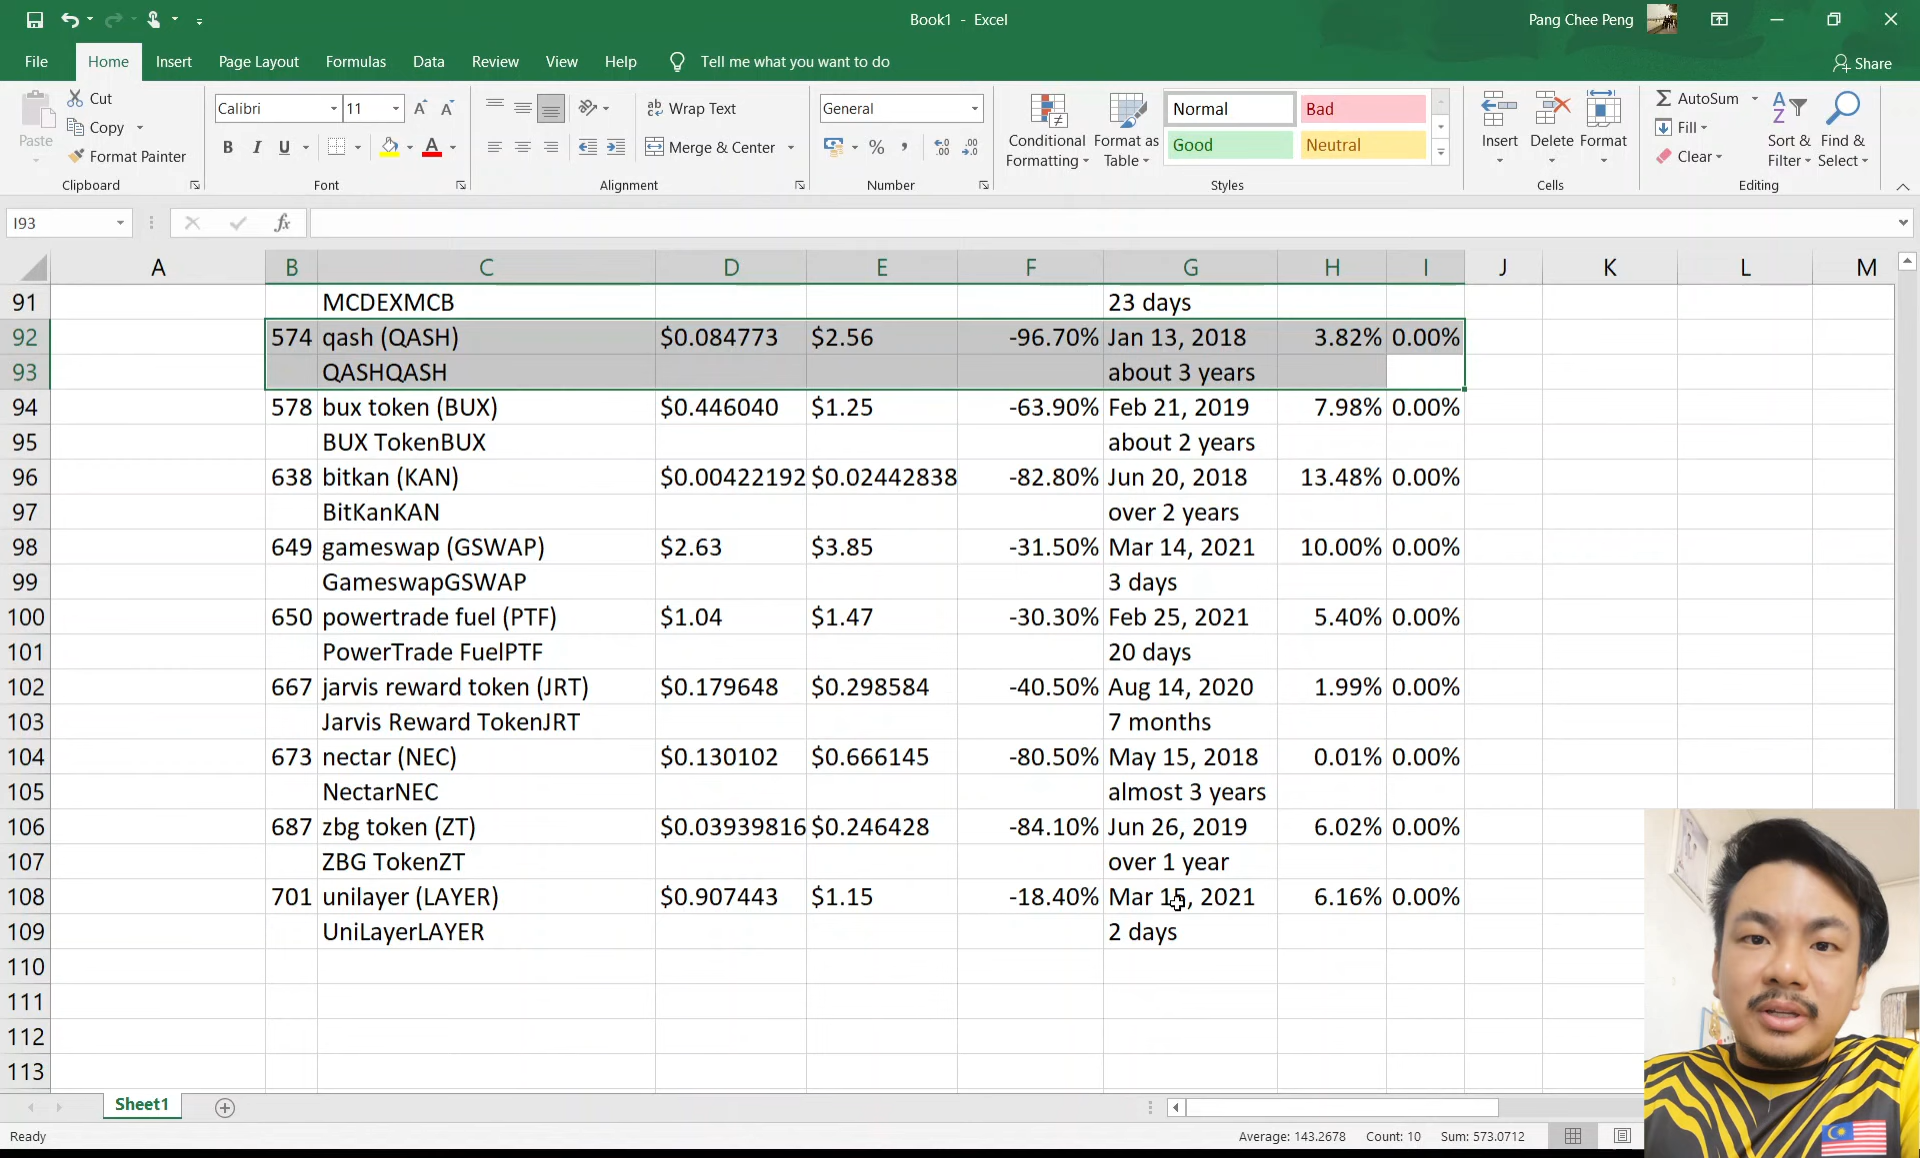 Book1 - Excel
Pang Chee Peng
File Home Insert Page Layout Formulas Data Review View Help Tell me what you want to do
Share
Paste
Cut
Copy
Format Painter
Clipboard
Calibri 11
B I U
Font
Wrap Text
Merge & Center
Alignment
General
Number
Conditional Formatting
Format as Table
Normal Bad
Good Neutral
Styles
Insert Delete Format
Cells
AutoSum
Fill
Clear
Sort & Filter
Find & Select
Editing
I93 fx
A B C D E F G H I J K L M
91 MCDEXMCB 23 days
92 574 qash (QASH) $0.084773 $2.56 -96.70% Jan 13, 2018 3.82% 0.00%
93 QASHQASH about 3 years
94 578 bux token (BUX) $0.446040 $1.25 -63.90% Feb 21, 2019 7.98% 0.00%
95 BUX TokenBUX about 2 years
96 638 bitkan (KAN) $0.00422192 $0.02442838 -82.80% Jun 20, 2018 13.48% 0.00%
97 BitKanKAN over 2 years
98 649 gameswap (GSWAP) $2.63 $3.85 -31.50% Mar 14, 2021 10.00% 0.00%
99 GameswapGSWAP 3 days
100 650 powertrade fuel (PTF) $1.04 $1.47 -30.30% Feb 25, 2021 5.40% 0.00%
101 PowerTrade FuelPTF 20 days
102 667 jarvis reward token (JRT) $0.179648 $0.298584 -40.50% Aug 14, 2020 1.99% 0.00%
103 Jarvis Reward TokenJRT 7 months
104 673 nectar (NEC) $0.130102 $0.666145 -80.50% May 15, 2018 0.01% 0.00%
105 NectarNEC almost 3 years
106 687 zbg token (ZT) $0.03939816 $0.246428 -84.10% Jun 26, 2019 6.02% 0.00%
107 ZBG TokenZT over 1 year
108 701 unilayer (LAYER) $0.907443 $1.15 -18.40% Mar 15, 2021 6.16% 0.00%
109 UniLayerLAYER 2 days
110
111
112
113
Sheet1
Ready
Average: 143.2678 Count: 10 Sum: 573.0712